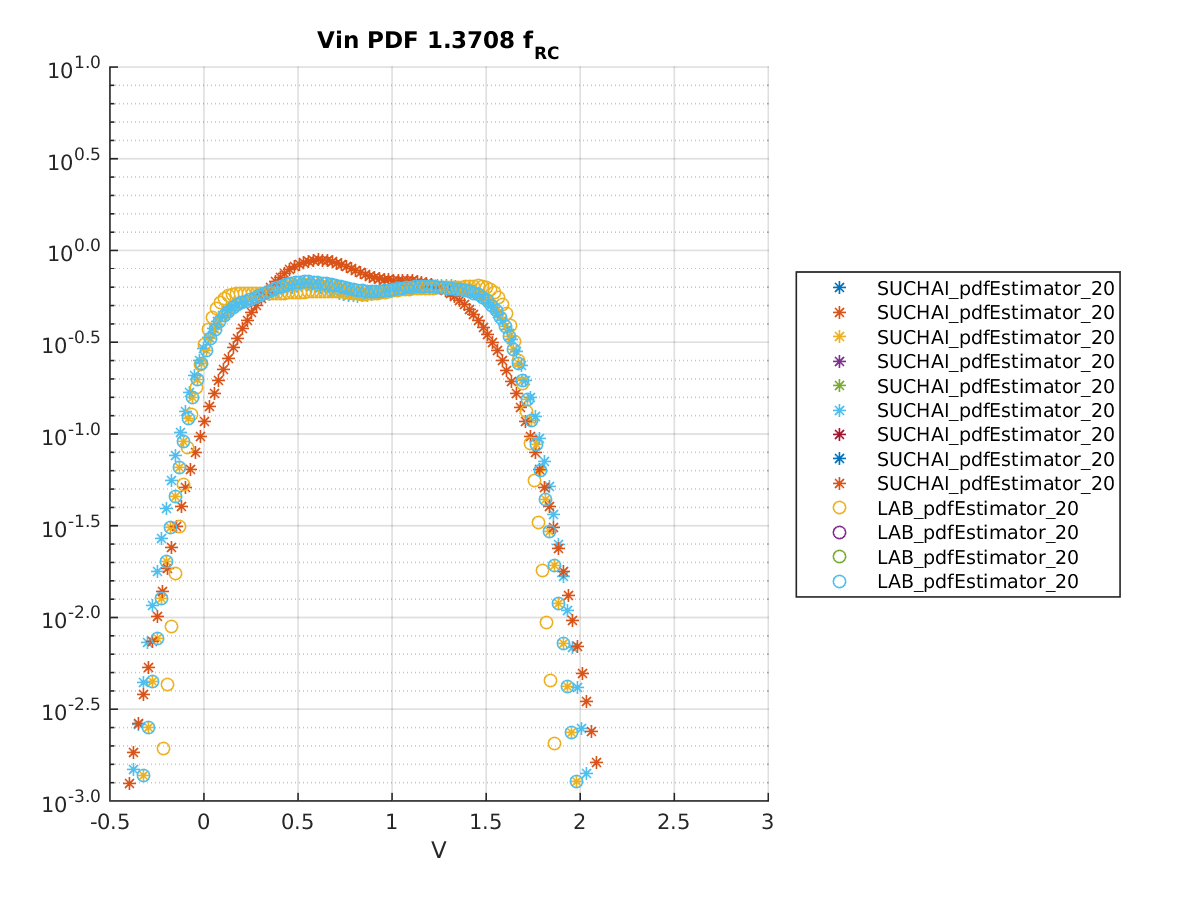 Vin PDF 1.3708 f_RC
10^1.0
10^0.5
10^0.0
10^-0.5
10^-1.0
10^-1.5
10^-2.0
10^-2.5
10^-3.0
-0.5 0 0.5 1 1.5 2 2.5 3
V
SUCHAI_pdfEstimator_20
SUCHAI_pdfEstimator_20
SUCHAI_pdfEstimator_20
SUCHAI_pdfEstimator_20
SUCHAI_pdfEstimator_20
SUCHAI_pdfEstimator_20
SUCHAI_pdfEstimator_20
SUCHAI_pdfEstimator_20
SUCHAI_pdfEstimator_20
LAB_pdfEstimator_20
LAB_pdfEstimator_20
LAB_pdfEstimator_20
LAB_pdfEstimator_20